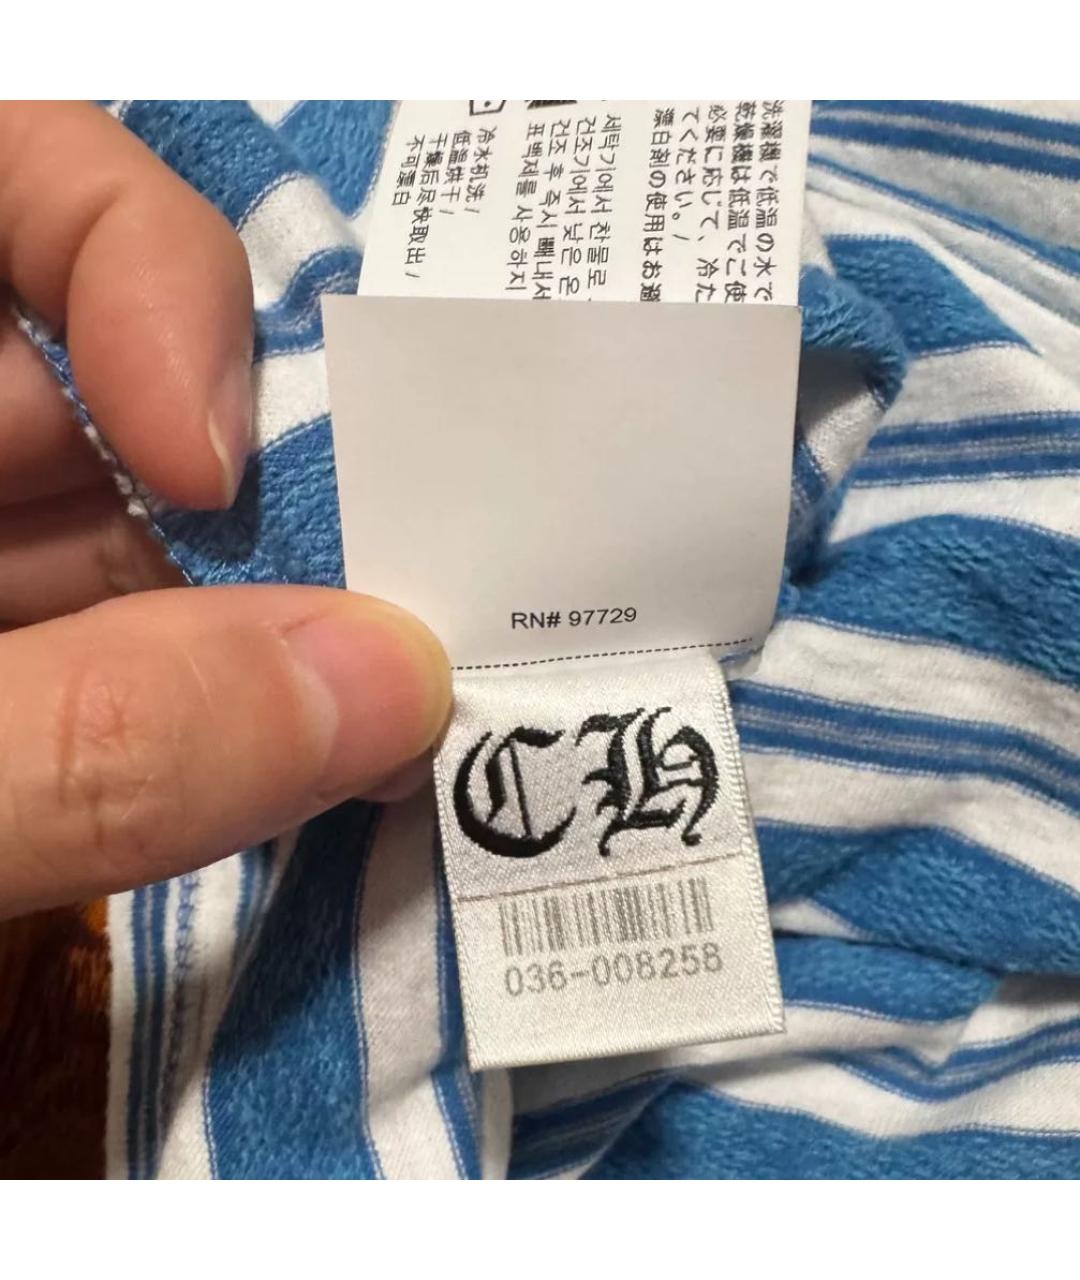 洗濯機で低温の水で
乾燥機は低温でご使
必要に応じて、冷た
てください。/
漂白剤の使用はお避
세탁기에서 찬물로
건조기에서 낮은 온
건조 후 즉시 빼내서
표백제를 사용하지
冷水机洗/
低温烘干/
干燥后尽快取出/
不可漂白
RN# 97729
CH
036-008258